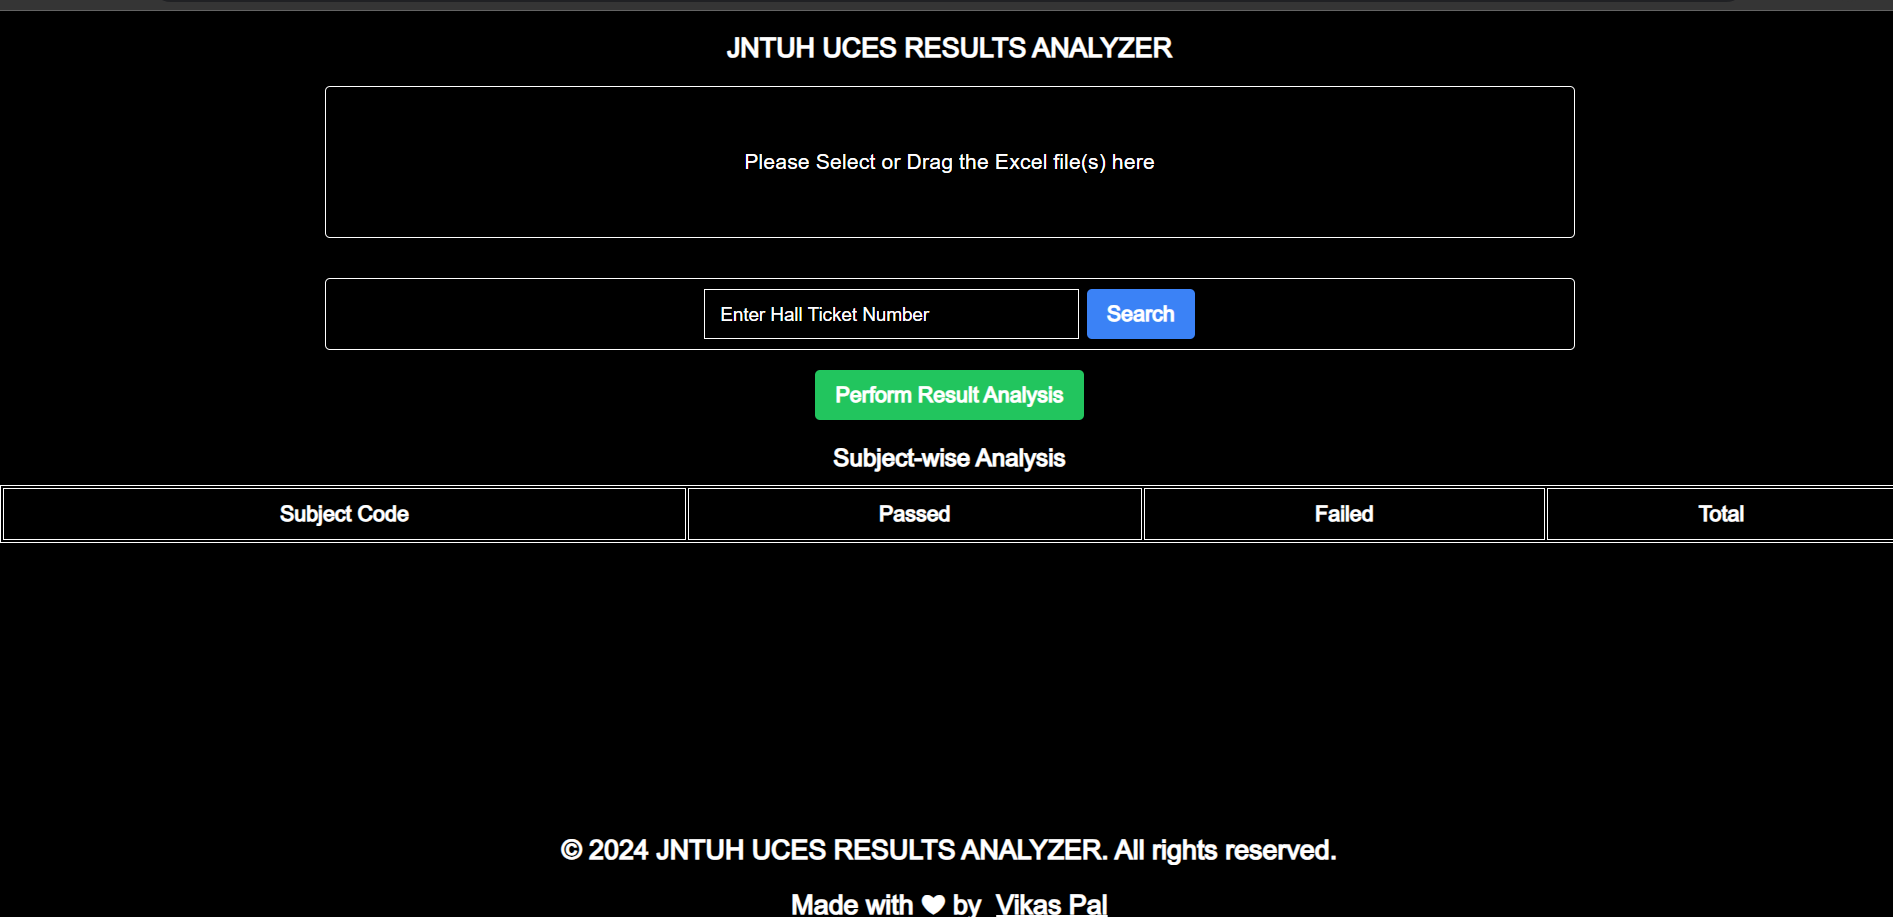 JNTUH UCES RESULTS ANALYZER
Please Select or Drag the Excel file(s) here
Enter Hall Ticket Number Search
Perform Result Analysis
Subject-wise Analysis
Subject Code Passed Failed Total
© 2024 JNTUH UCES RESULTS ANALYZER. All rights reserved.
Made with ♥ by Vikas Pal